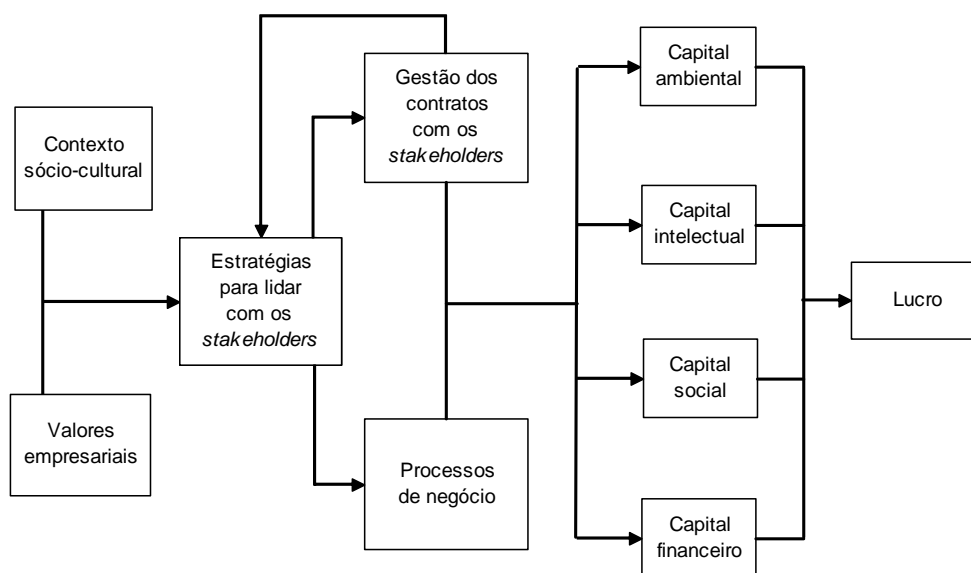 Contexto
sócio-cultural
Valores
empresariais
Estratégias
para lidar
com os
stakeholders
Gestão dos
contratos
com os
stakeholders
Processos
de negócio
Capital
ambiental
Capital
intelectual
Capital
social
Capital
financeiro
Lucro